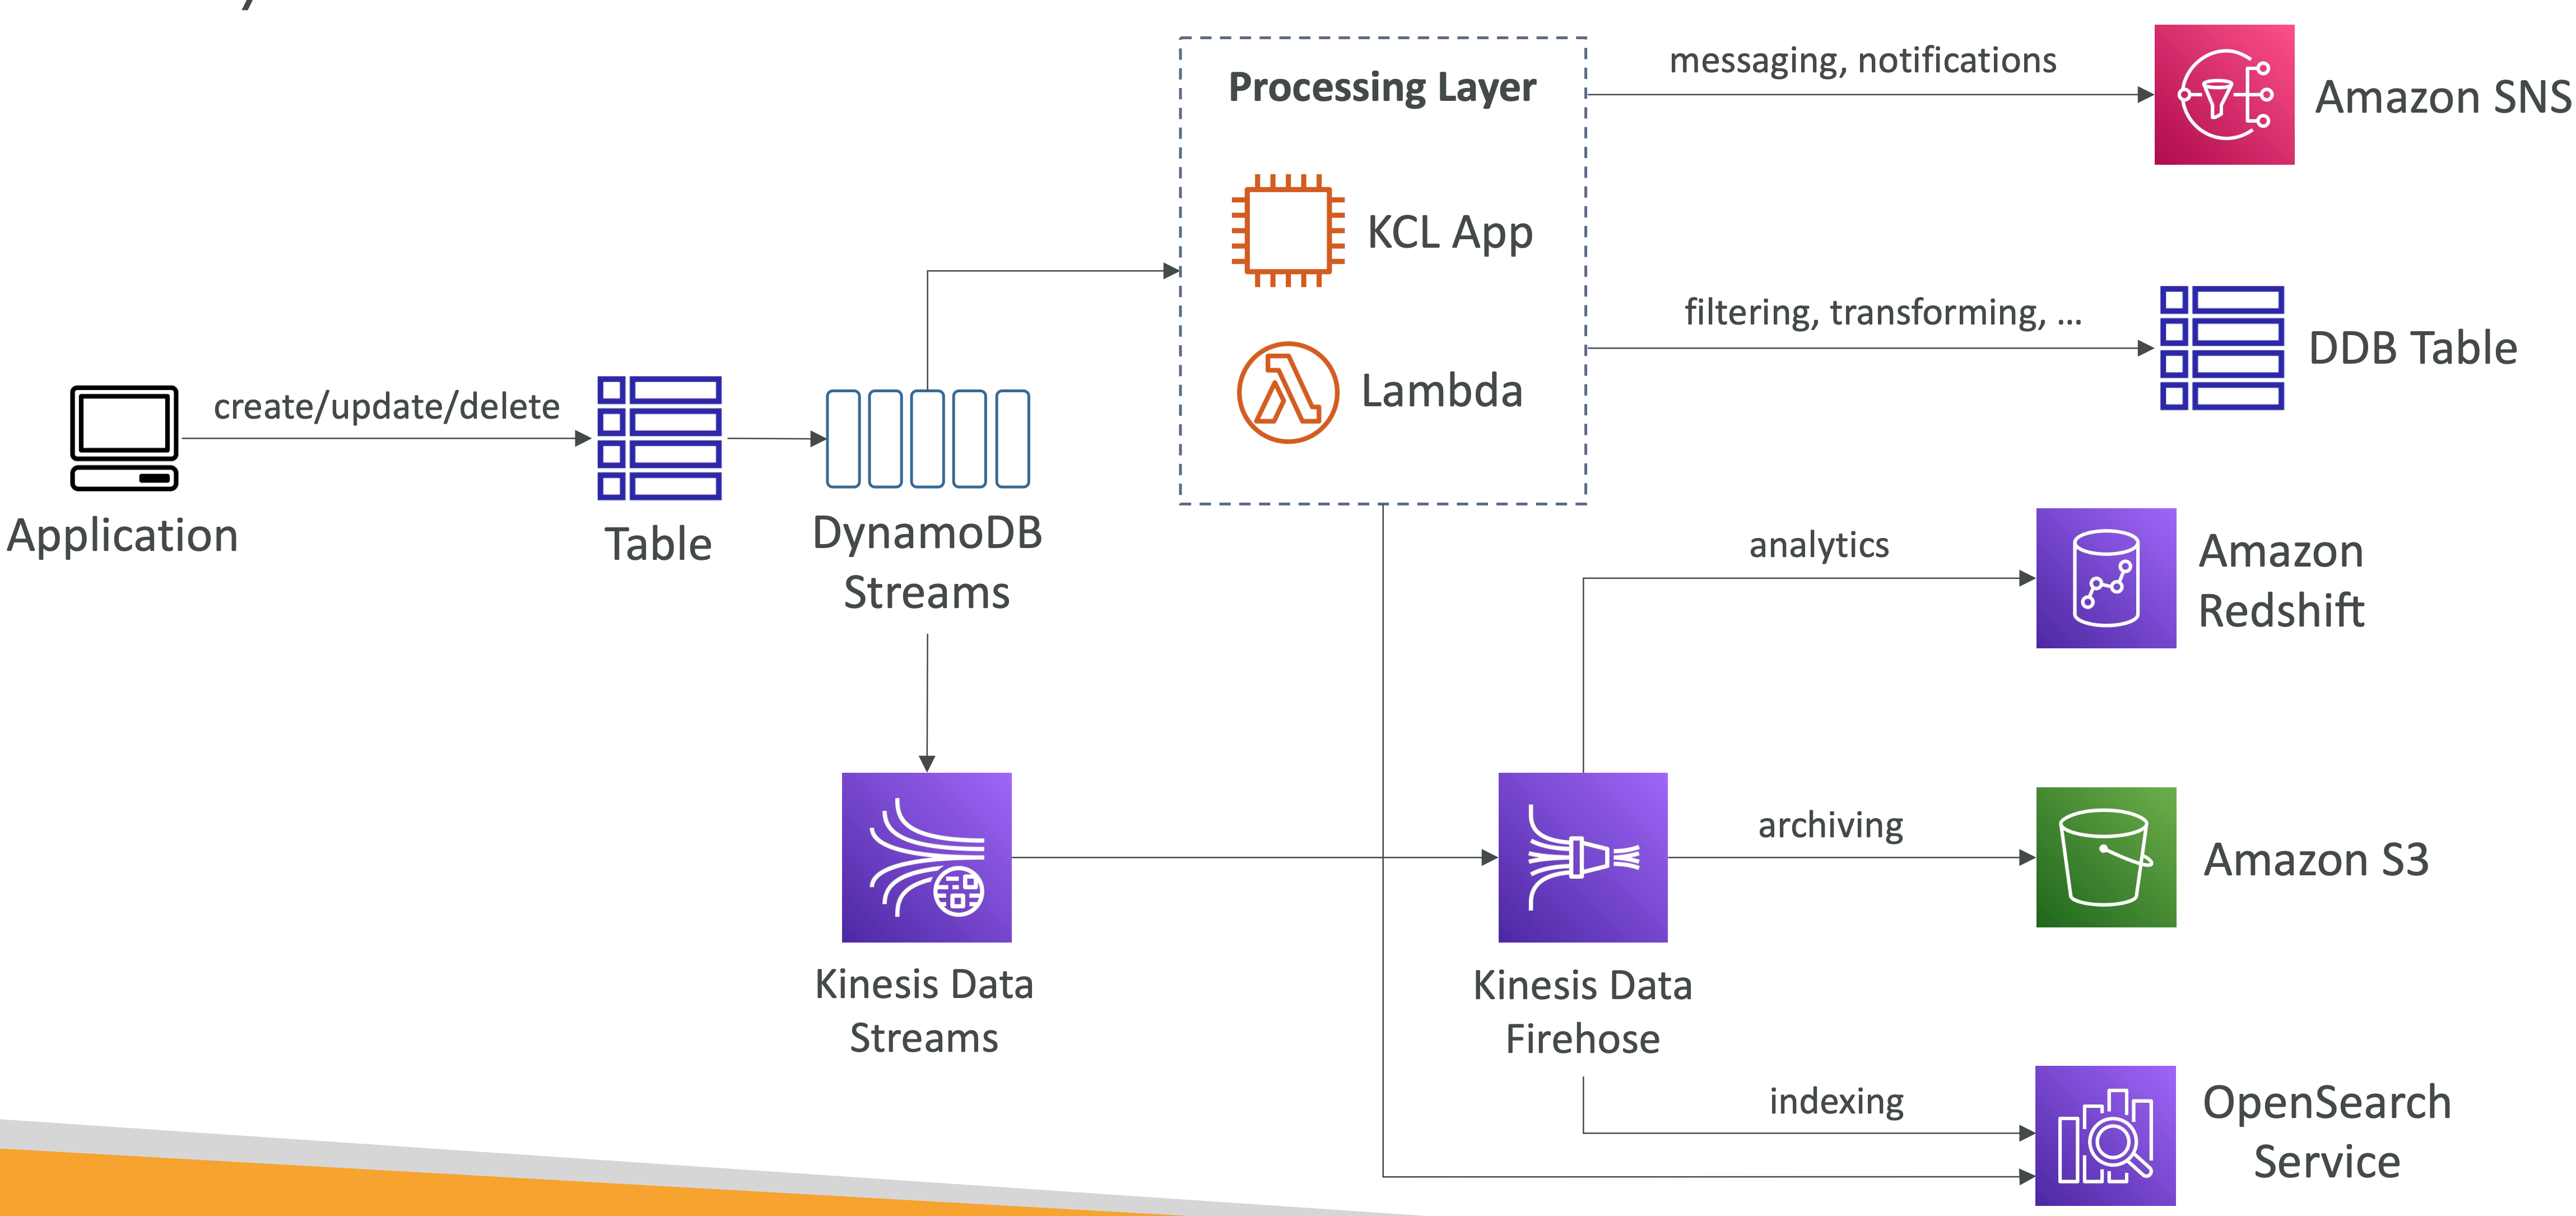 Processing Layer
KCL App
Lambda
messaging, notifications
Amazon SNS
filtering, transforming, ...
DDB Table
create/update/delete
Application
Table
DynamoDB
Streams
analytics
Amazon
Redshift
archiving
Amazon S3
Kinesis Data
Streams
Kinesis Data
Firehose
indexing
OpenSearch
Service